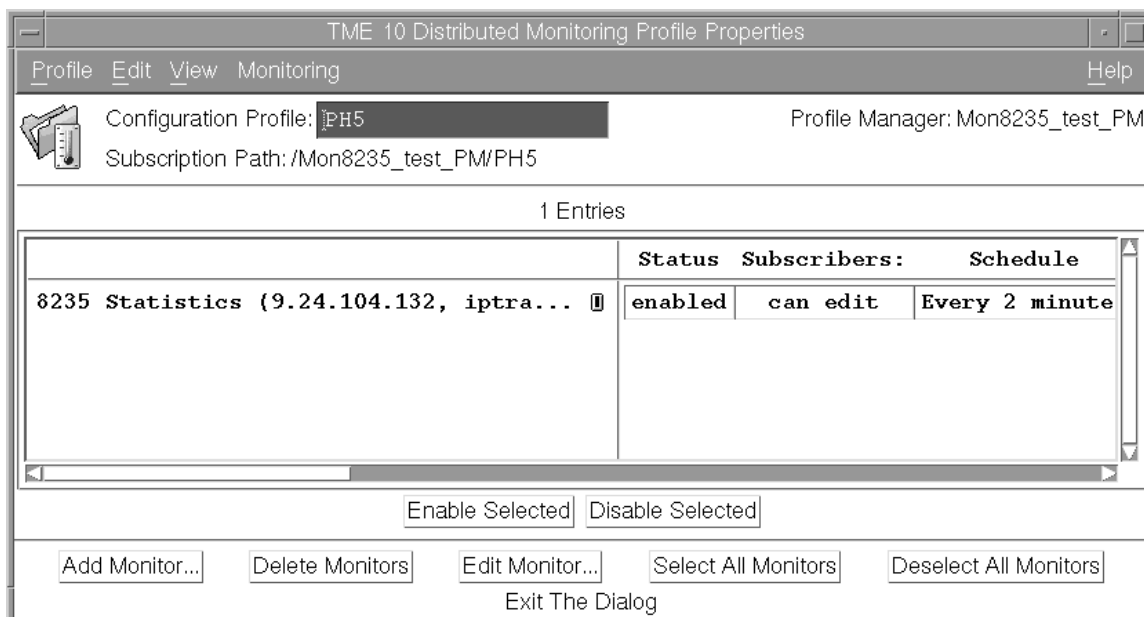 TME 10 Distributed Monitoring Profile Properties
Profile Edit View Monitoring Help
Configuration Profile: PH5 Profile Manager: Mon8235_test_PM
Subscription Path: /Mon8235_test_PM/PH5
1 Entries
Status Subscribers: Schedule
8235 Statistics (9.24.104.132, iptra... enabled can edit Every 2 minute
Enable Selected Disable Selected
Add Monitor... Delete Monitors Edit Monitor... Select All Monitors Deselect All Monitors
Exit The Dialog